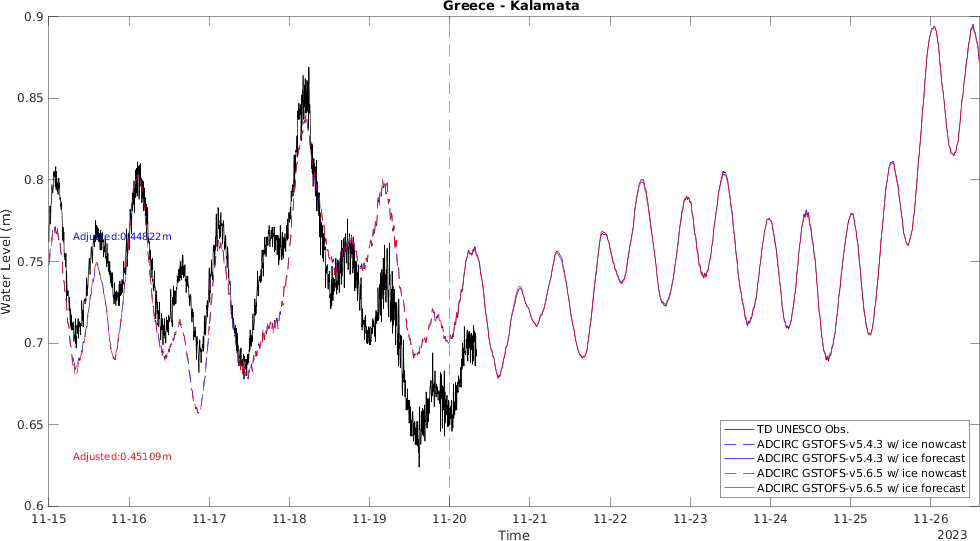 Greece - Kalamata
0.9
0.85
0.8
0.75
0.7
0.65
0.6
Water Level (m)
Adjusted:0.44822m
Adjusted:0.45109m
TD UNESCO Obs.
ADCIRC GSTOFS-v5.4.3 w/ ice nowcast
ADCIRC GSTOFS-v5.4.3 w/ ice forecast
ADCIRC GSTOFS-v5.6.5 w/ ice nowcast
ADCIRC GSTOFS-v5.6.5 w/ ice forecast
11-15 11-16 11-17 11-18 11-19 11-20 11-21 11-22 11-23 11-24 11-25 11-26
Time
2023